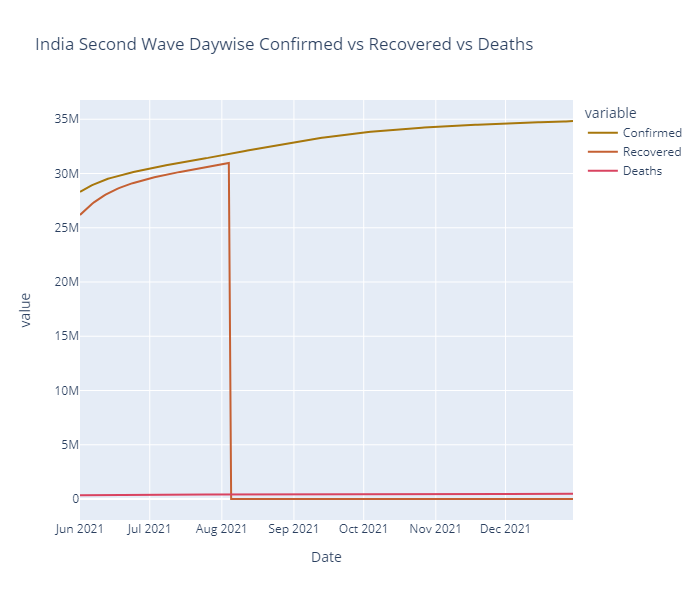 India Second Wave Daywise Confirmed vs Recovered vs Deaths
variable
Confirmed
Recovered
Deaths
35M
30M
25M
20M
15M
10M
5M
0
value
Jun 2021 Jul 2021 Aug 2021 Sep 2021 Oct 2021 Nov 2021 Dec 2021
Date